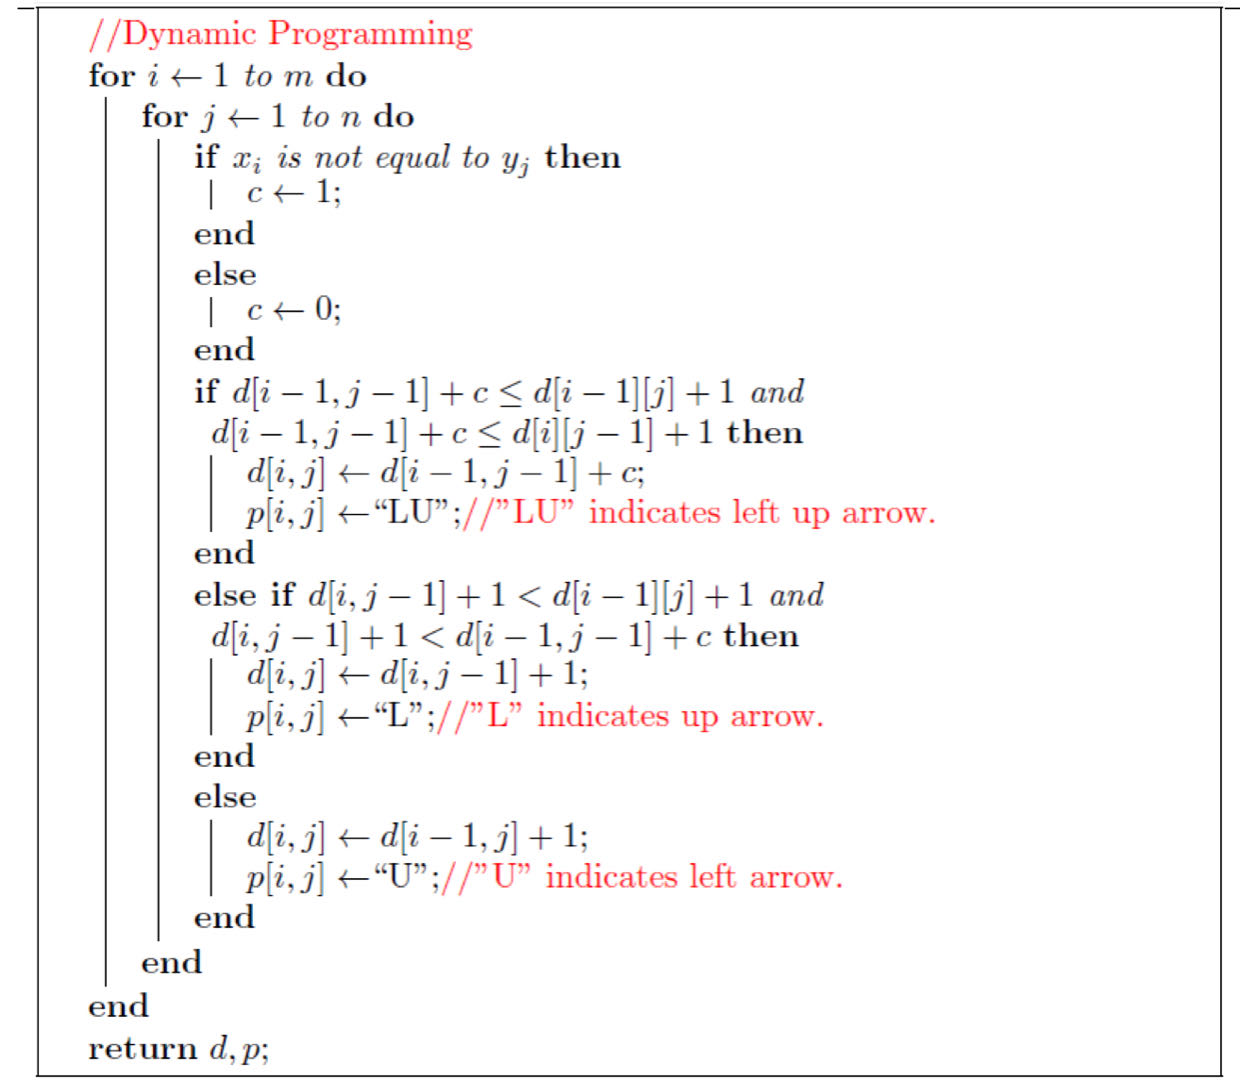 //Dynamic Programming
for i ← 1 to m do
for j ← 1 to n do
if x_i is not equal to y_j then
c ← 1;
end
else
c ← 0;
end
if d[i − 1, j − 1] + c ≤ d[i − 1][j] + 1 and
d[i − 1, j − 1] + c ≤ d[i][j − 1] + 1 then
d[i, j] ← d[i − 1, j − 1] + c;
p[i, j] ←“LU”;//”LU” indicates left up arrow.
end
else if d[i, j − 1] + 1 < d[i − 1][j] + 1 and
d[i, j − 1] + 1 < d[i − 1, j − 1] + c then
d[i, j] ← d[i, j − 1] + 1;
p[i, j] ←“L”;//”L” indicates up arrow.
end
else
d[i, j] ← d[i − 1, j] + 1;
p[i, j] ←“U”;//”U” indicates left arrow.
end
end
end
return d, p;